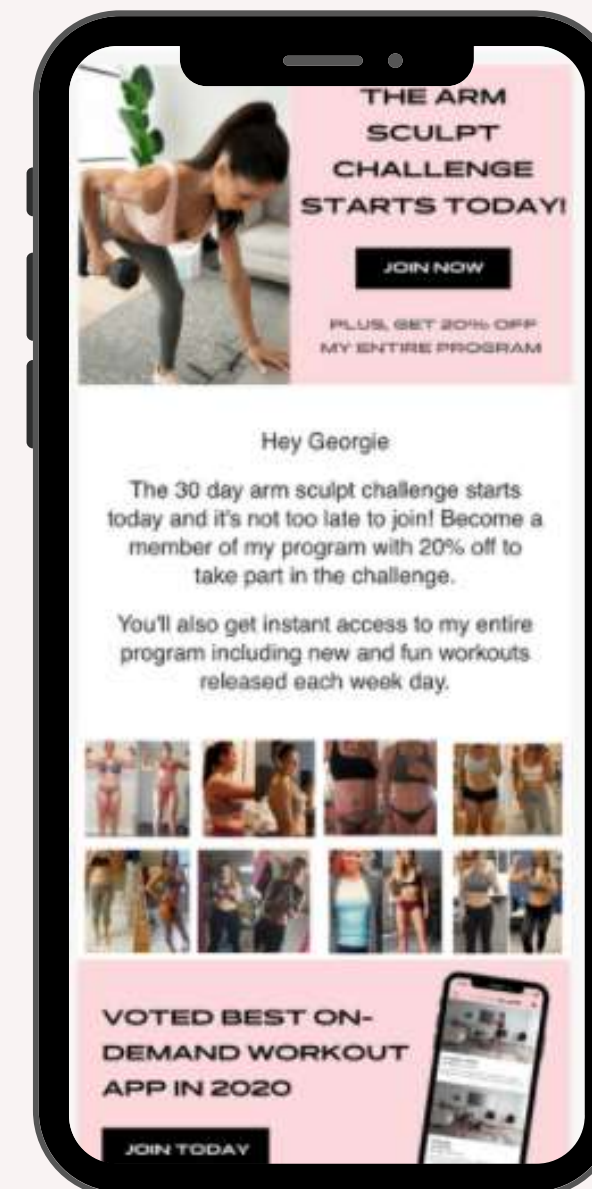 THE ARM
SCULPT
CHALLENGE
STARTS TODAY!
JOIN NOW
PLUS, GET 20% OFF
MY ENTIRE PROGRAM
Hey Georgie
The 30 day arm sculpt challenge starts
today and it's not too late to join! Become a
member of my program with 20% off to
take part in the challenge.
You'll also get instant access to my entire
program including new and fun workouts
released each week day.
VOTED BEST ON-
DEMAND WORKOUT
APP IN 2020
JOIN TODAY